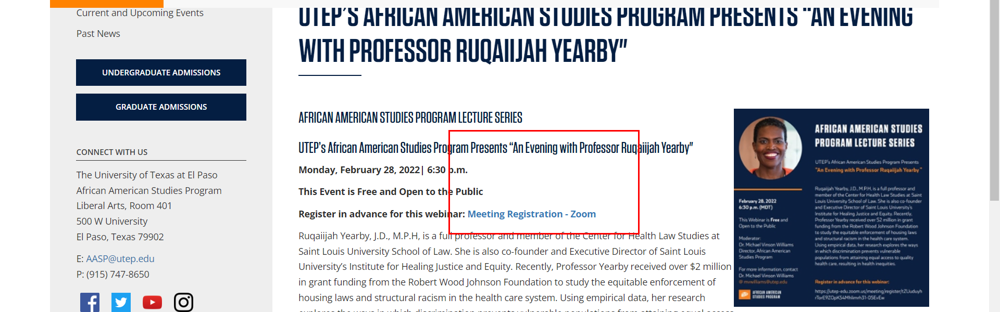 Current and Upcoming Events
Past News
UNDERGRADUATE ADMISSIONS
GRADUATE ADMISSIONS
CONNECT WITH US
The University of Texas at El Paso
African American Studies Program
Liberal Arts, Room 401
500 W University
El Paso, Texas 79902
E: AASP@utep.edu
P: (915) 747-8650
UTEP'S AFRICAN AMERICAN STUDIES PROGRAM PRESENTS "AN EVENING
WITH PROFESSOR RUQAIIJAH YEARBY"
AFRICAN AMERICAN STUDIES PROGRAM LECTURE SERIES
UTEP's African American Studies Program Presents “An Evening with Professor Ruqaiijah Yearby"
Monday, February 28, 2022| 6:30 p.m.
This Event is Free and Open to the Public
Register in advance for this webinar: Meeting Registration - Zoom
Ruqaiijah Yearby, J.D., M.P.H, is a full professor and member of the Center for Health Law Studies at
Saint Louis University School of Law. She is also co-founder and Executive Director of Saint Louis
University’s Institute for Healing Justice and Equity. Recently, Professor Yearby received over $2 million
in grant funding from the Robert Wood Johnson Foundation to study the equitable enforcement of
housing laws and structural racism in the health care system. Using empirical data, her research
explores the ways in which discrimination prevents vulnerable populations from attaining equal access
AFRICAN AMERICAN STUDIES
PROGRAM LECTURE SERIES
UTEP's African American Studies Program Presents
"An Evening with Professor Ruqaiijah Yearby"
Ruqaiijah Yearby, J.D., M.P.H, is a full professor and
member of the Center for Health Law Studies at Saint
Louis University School of Law. She is also co-founder
and Executive Director of Saint Louis University's
Institute for Healing Justice and Equity. Recently,
Professor Yearby received over $2 million in grant
funding from the Robert Wood Johnson Foundation
to study the equitable enforcement of housing laws
and structural racism in the health care system.
Using empirical data, her research explores the ways
in which discrimination prevents vulnerable
populations from attaining equal access to quality
health care, resulting in health inequities.
February 28, 2022
6:30 p.m. (MDT)
This Webinar is Free and
Open to the Public
Moderator:
Dr. Michael Vinson Williams
Director, African American
Studies Program
For more information, contact
Dr. Michael Vinson Williams
@ mvwilliams@utep.edu
AFRICAN AMERICAN
STUDIES PROGRAM
Register in advance for this webinar: